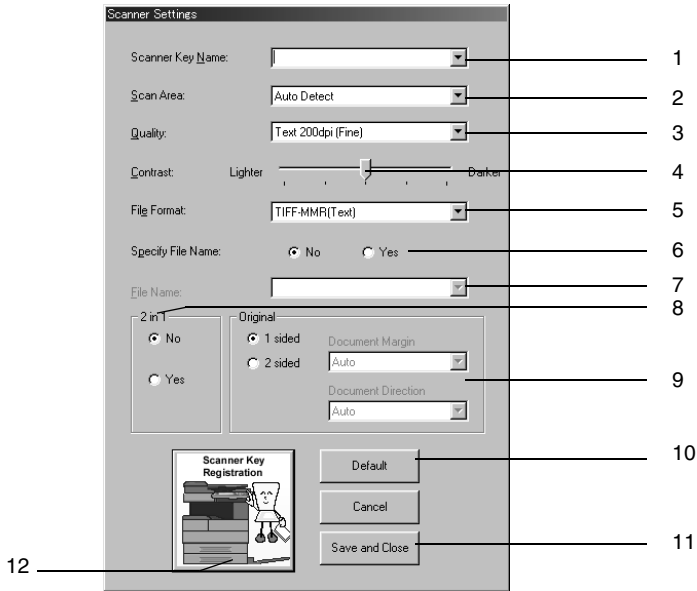 Scanner Settings
Scanner Key Name: 1
Scan Area: Auto Detect 2
Quality: Text 200dpi (Fine) 3
Contrast: Lighter Darker 4
File Format: TIFF-MMR(Text) 5
Specify File Name: No Yes 6
File Name: 7
2 in 1 8
Original
No
Yes
1 sided
2 sided
Document Margin
Auto
Document Direction
Auto
9
Scanner Key
Registration
Default 10
Cancel
Save and Close 11
12